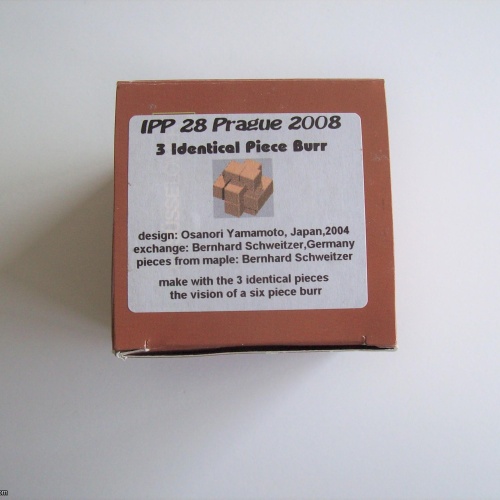 IPP 28 Prague 2008
3 Identical Piece Burr
design: Osanori Yamamoto, Japan,2004
exchange: Bernhard Schweitzer,Germany
pieces from maple: Bernhard Schweitzer
make with the 3 identical pieces
the vision of a six piece burr